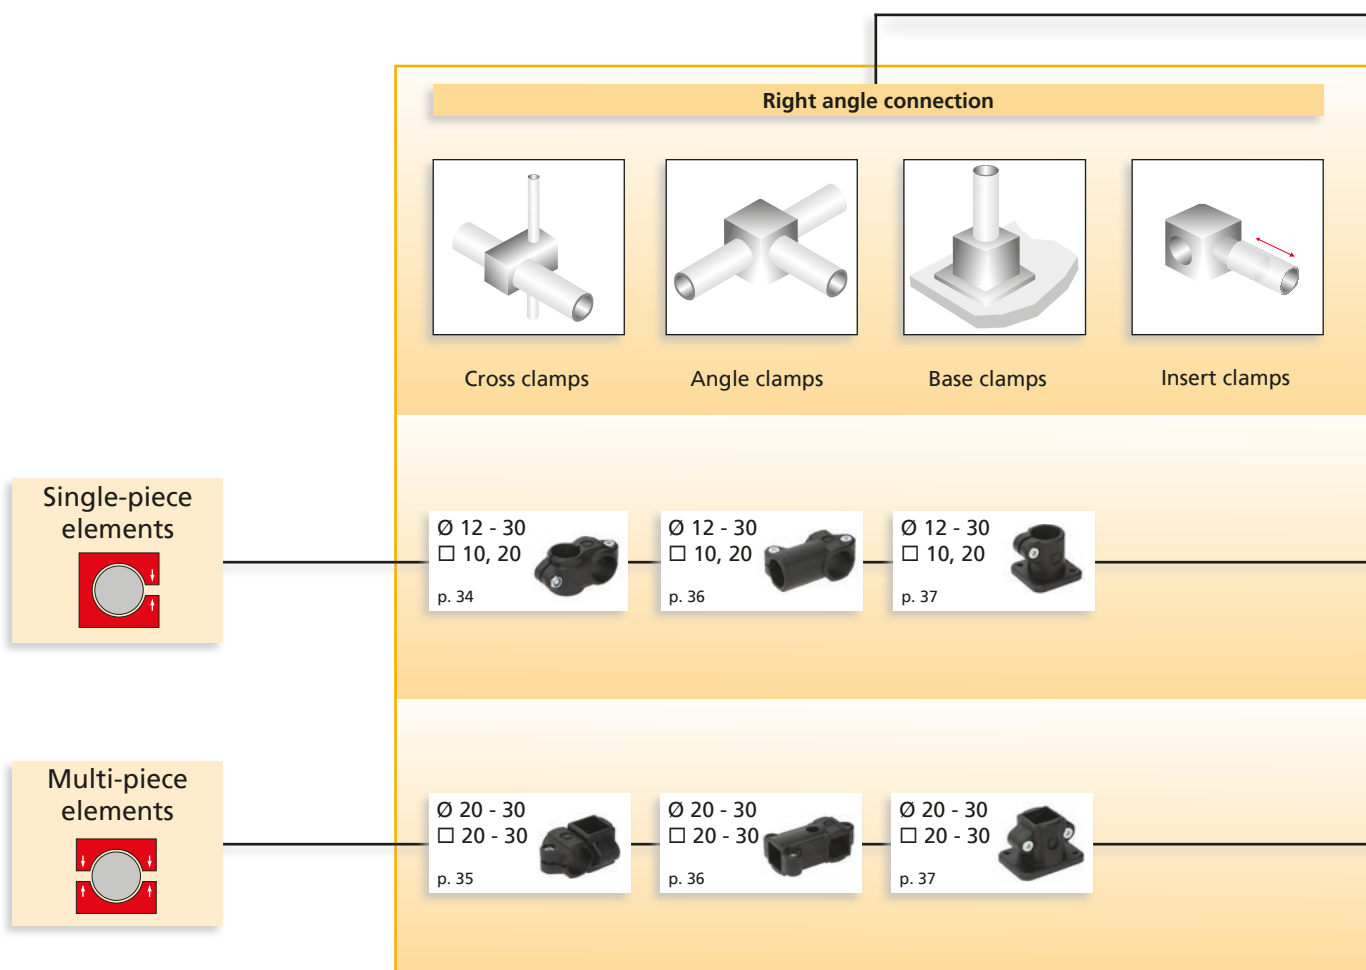 Right angle connection
Cross clamps
Angle clamps
Base clamps
Insert clamps
Single-piece
elements
Ø 12 - 30
□ 10, 20
p. 34
Ø 12 - 30
□ 10, 20
p. 36
Ø 12 - 30
□ 10, 20
p. 37
Multi-piece
elements
Ø 20 - 30
□ 20 - 30
p. 35
Ø 20 - 30
□ 20 - 30
p. 36
Ø 20 - 30
□ 20 - 30
p. 37